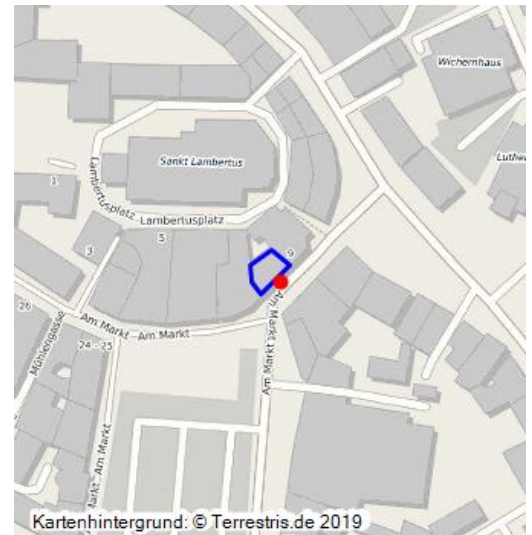 Wichernhaus
Sankt Lambertus
Luthe
Lambertusplatz
Lambertusplatz
1
5
9
3
26
Am Markt
Am Markt
Am Markt
Am Markt
24 - 25
Mühlengasse
Markt
Am Markt
Kartenhintergrund: © Terrestris.de 2019